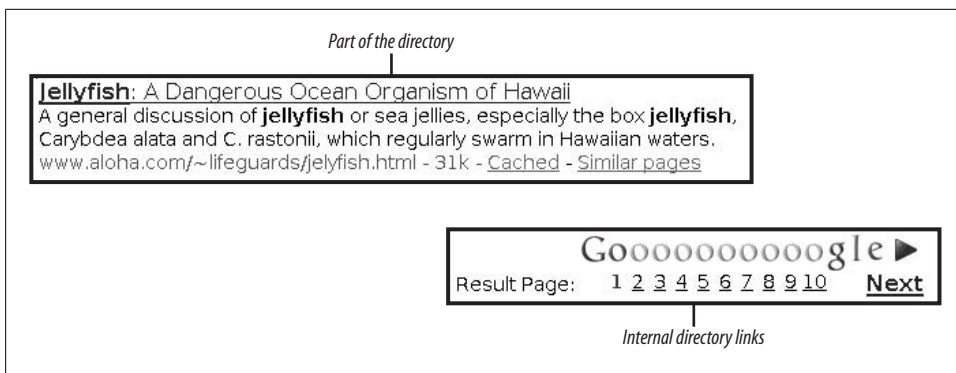 Part of the directory
Jellyfish: A Dangerous Ocean Organism of Hawaii
A general discussion of jellyfish or sea jellies, especially the box jellyfish,
Carybdea alata and C. rastonii, which regularly swarm in Hawaiian waters.
www.aloha.com/~lifeguards/jelyfish.html - 31k - Cached - Similar pages
Goooooooooogle
Result Page: 1 2 3 4 5 6 7 8 9 10 Next
Internal directory links